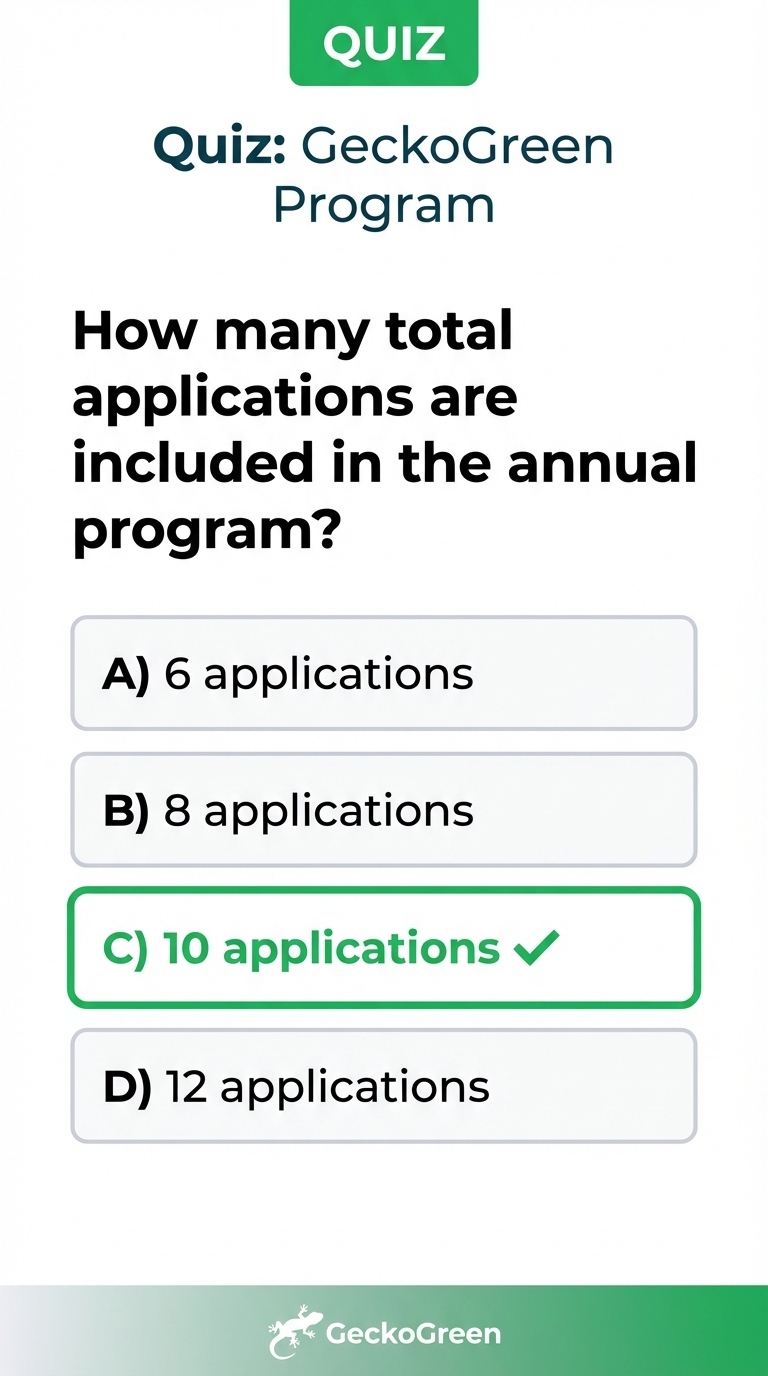 QUIZ
Quiz: GeckoGreen
Program
How many total
applications are
included in the annual
program?
A) 6 applications
B) 8 applications
C) 10 applications ✓
D) 12 applications
GeckoGreen